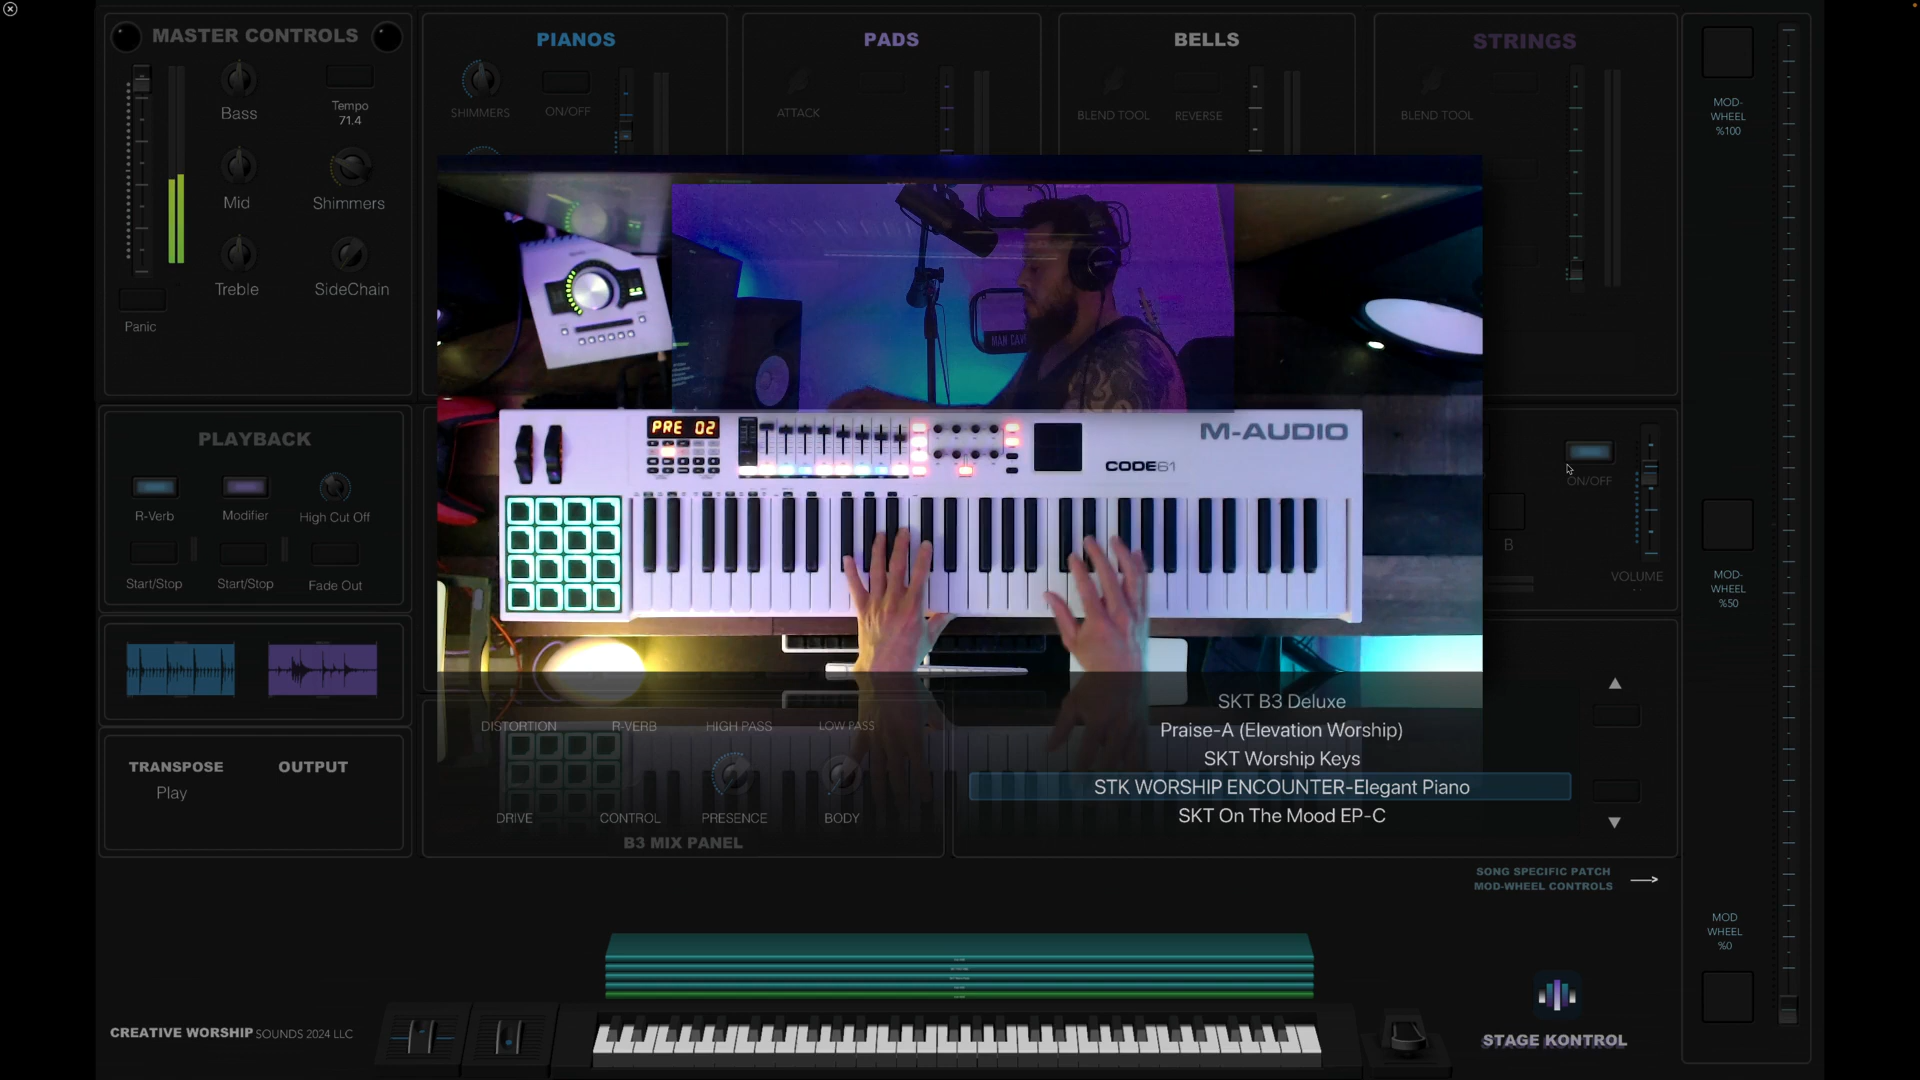 MASTER CONTROLS
Bass
Tempo
71.4
Mid
Shimmers
Treble
SideChain
Panic
PIANOS
SHIMMERS
ON/OFF
PADS
ATTACK
BELLS
BLEND TOOL
REVERSE
STRINGS
BLEND TOOL
MOD-
WHEEL
%100
MOD-
WHEEL
%50
MOD
WHEEL
%0
PLAYBACK
R-Verb
Modifier
High Cut Off
Start/Stop
Start/Stop
Fade Out
TRANSPOSE
Play
OUTPUT
MAN CAVE
PRE 02
M-AUDIO
CODE61
ON/OFF
B
VOLUME
DISTORTION
R-VERB
HIGH PASS
LOW PASS
DRIVE
CONTROL
PRESENCE
BODY
B3 MIX PANEL
SKT B3 Deluxe
Praise-A (Elevation Worship)
SKT Worship Keys
STK WORSHIP ENCOUNTER-Elegant Piano
SKT On The Mood EP-C
SONG SPECIFIC PATCH
MOD-WHEEL CONTROLS
CREATIVE WORSHIP SOUNDS 2024 LLC
STAGE KONTROL